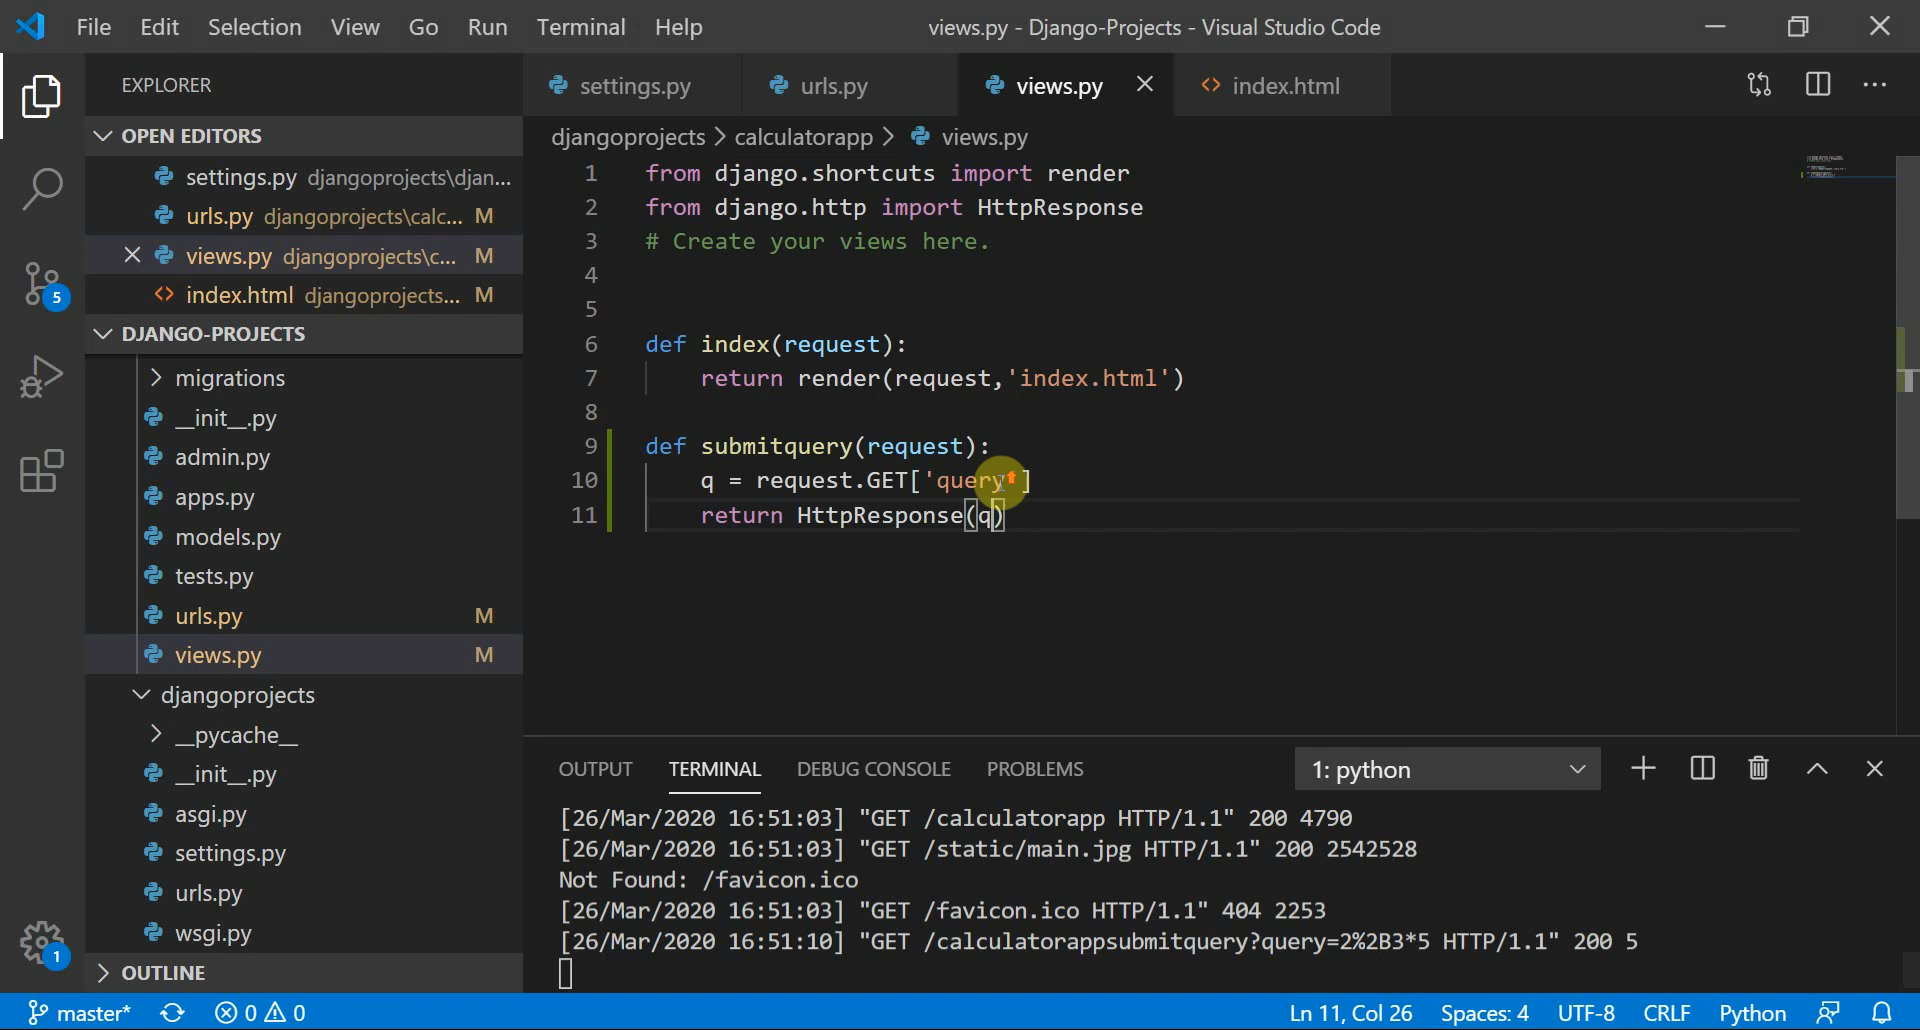 File Edit Selection View Go Run Terminal Help views.py - Django-Projects - Visual Studio Code
EXPLORER
OPEN EDITORS
settings.py djangoprojects\djan...
urls.py djangoprojects\calc... M
views.py djangoprojects\c... M
index.html djangoprojects... M
DJANGO-PROJECTS
migrations
__init__.py
admin.py
apps.py
models.py
tests.py
urls.py M
views.py M
djangoprojects
__pycache__
__init__.py
asgi.py
settings.py
urls.py
wsgi.py
OUTLINE
5
1
settings.py urls.py views.py index.html
djangoprojects > calculatorapp > views.py
1 from django.shortcuts import render
2 from django.http import HttpResponse
3 # Create your views here.
4
5
6 def index(request):
7 return render(request,'index.html')
8
9 def submitquery(request):
10 q = request.GET['query']
11 return HttpResponse(q)
OUTPUT TERMINAL DEBUG CONSOLE PROBLEMS 1: python
[26/Mar/2020 16:51:03] "GET /calculatorapp HTTP/1.1" 200 4790
[26/Mar/2020 16:51:03] "GET /static/main.jpg HTTP/1.1" 200 2542528
Not Found: /favicon.ico
[26/Mar/2020 16:51:03] "GET /favicon.ico HTTP/1.1" 404 2253
[26/Mar/2020 16:51:10] "GET /calculatorappsubmitquery?query=2%2B3*5 HTTP/1.1" 200 5
master* 0 0 Ln 11, Col 26 Spaces: 4 UTF-8 CRLF Python